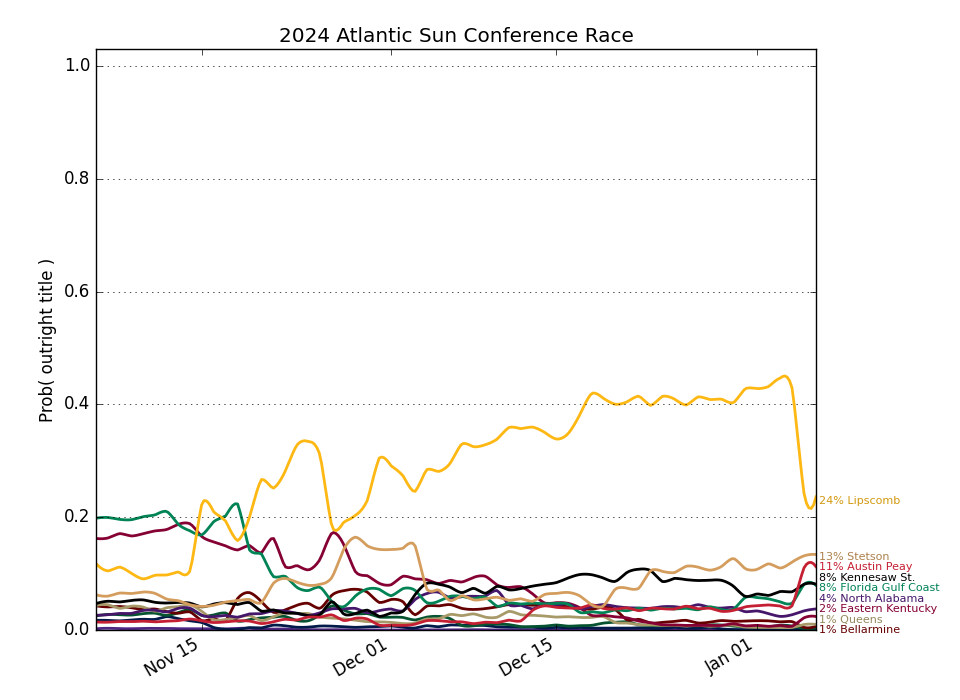 2024 Atlantic Sun Conference Race
Prob( outright title )
1.0
0.8
0.6
0.4
0.2
0.0
Nov 15
Dec 01
Dec 15
Jan 01
24% Lipscomb
13% Stetson
11% Austin Peay
8% Kennesaw St.
8% Florida Gulf Coast
4% North Alabama
2% Eastern Kentucky
1% Queens
1% Bellarmine